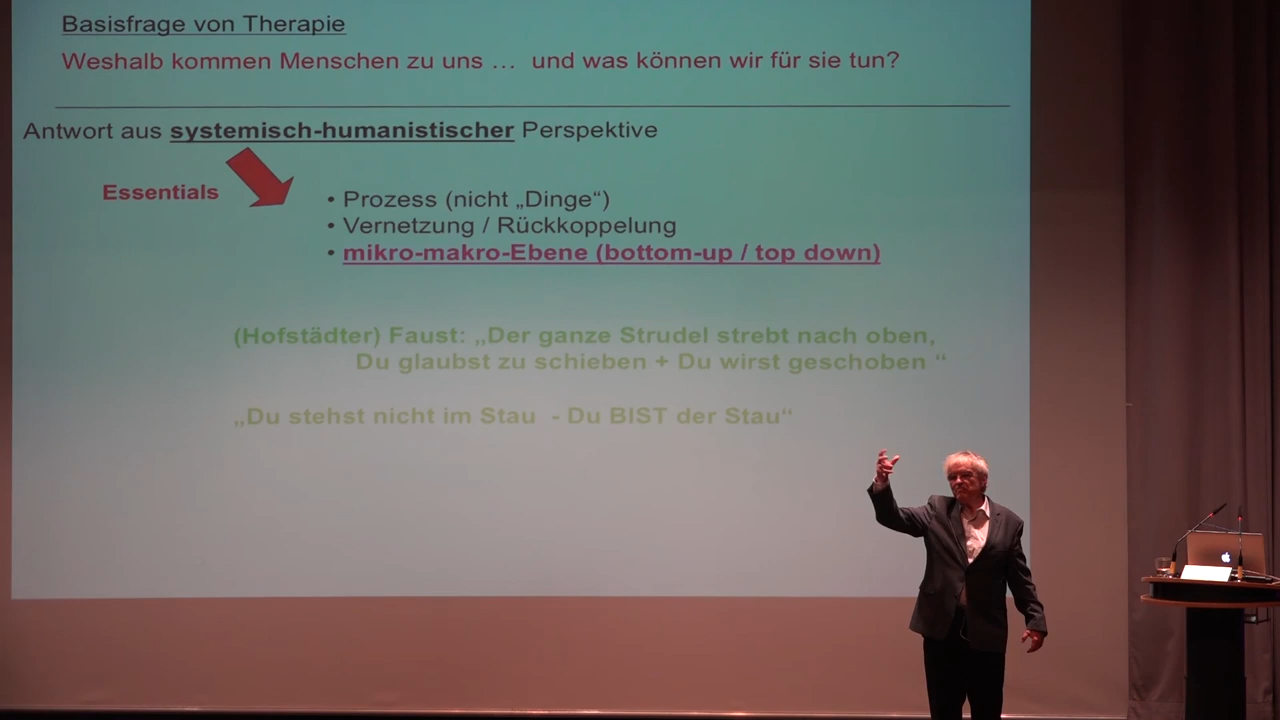 Basisfrage von Therapie
Weshalb kommen Menschen zu uns … und was können wir für sie tun?
Antwort aus systemisch-humanistischer Perspektive
Essentials
• Prozess (nicht „Dinge“)
• Vernetzung / Rückkoppelung
• mikro-makro-Ebene (bottom-up / top down)
(Hofstädter) Faust: „Der ganze Strudel strebt nach oben,
Du glaubst zu schieben + Du wirst geschoben “
„Du stehst nicht im Stau - Du BIST der Stau“